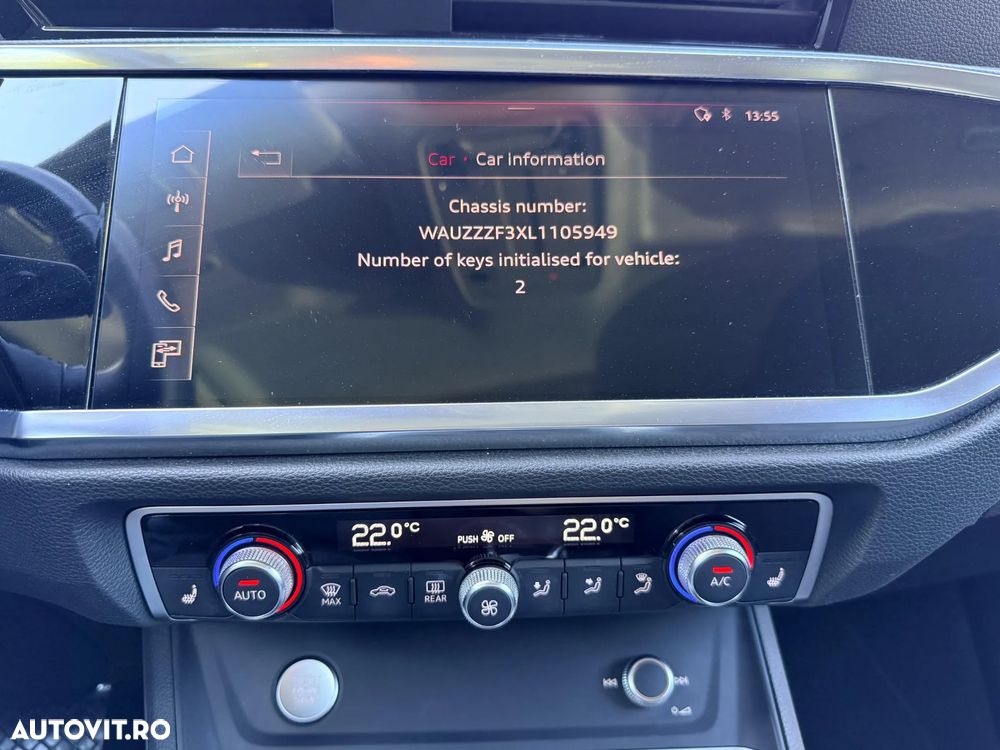 13:55
Car • Car information
Chassis number:
WAUZZZF3XL1105949
Number of keys initialised for vehicle:
2
22.0°C
PUSH OFF
22.0°C
AUTO
MAX
REAR
A/C
AUTOVIT.RO